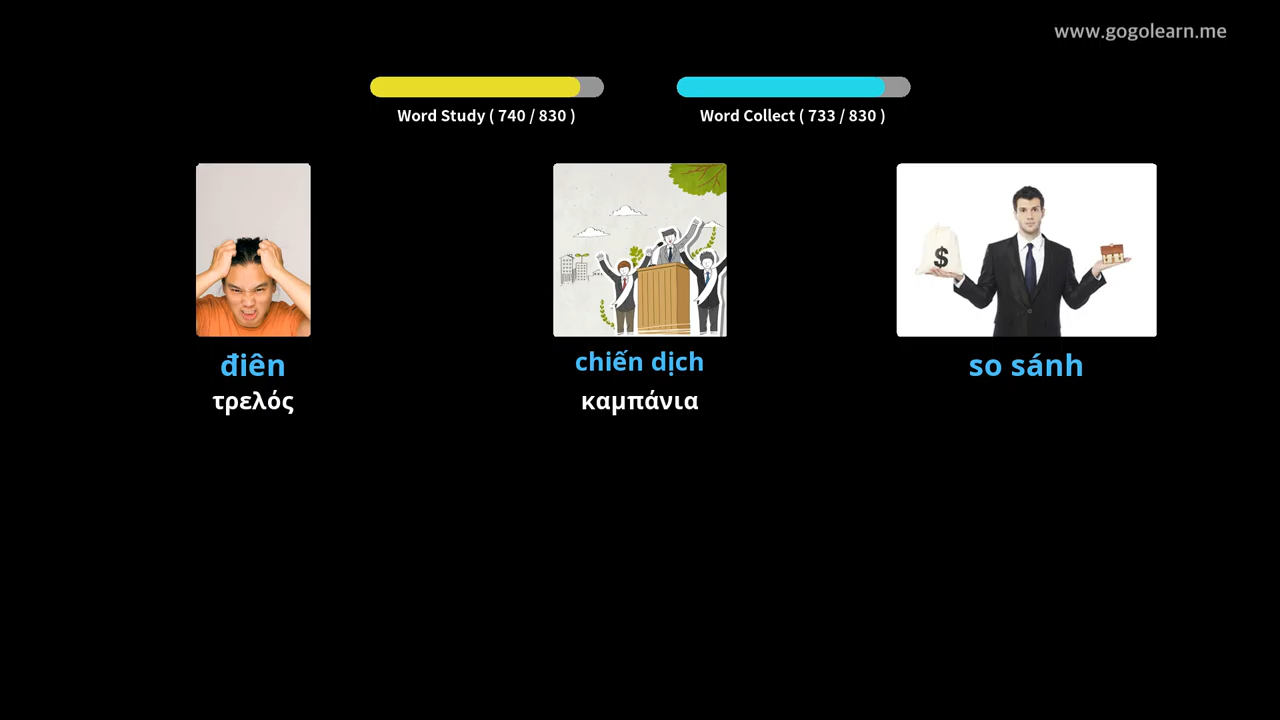 www.gogolearn.me
Word Study ( 740 / 830 )
Word Collect ( 733 / 830 )
$
điên
chiến dịch
so sánh
τρελός
καμπάνια